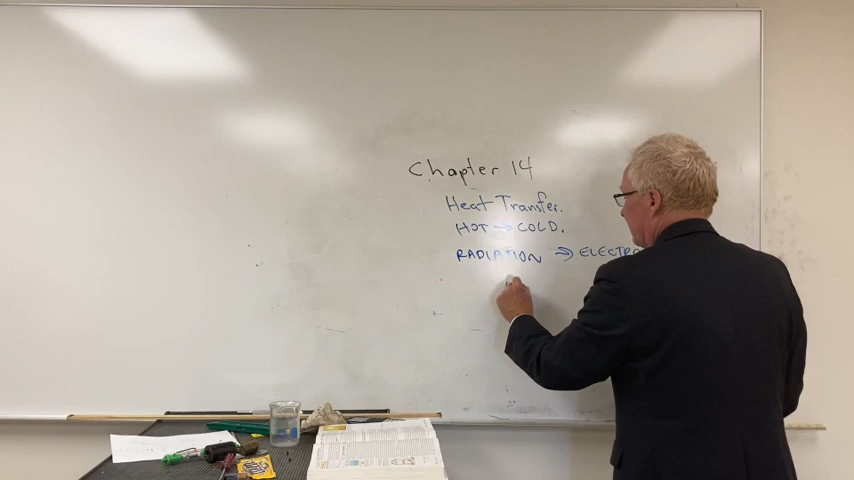 Chapter 14
Heat Transfer.
HOT → COLD.
RADIATION → ELECTRO